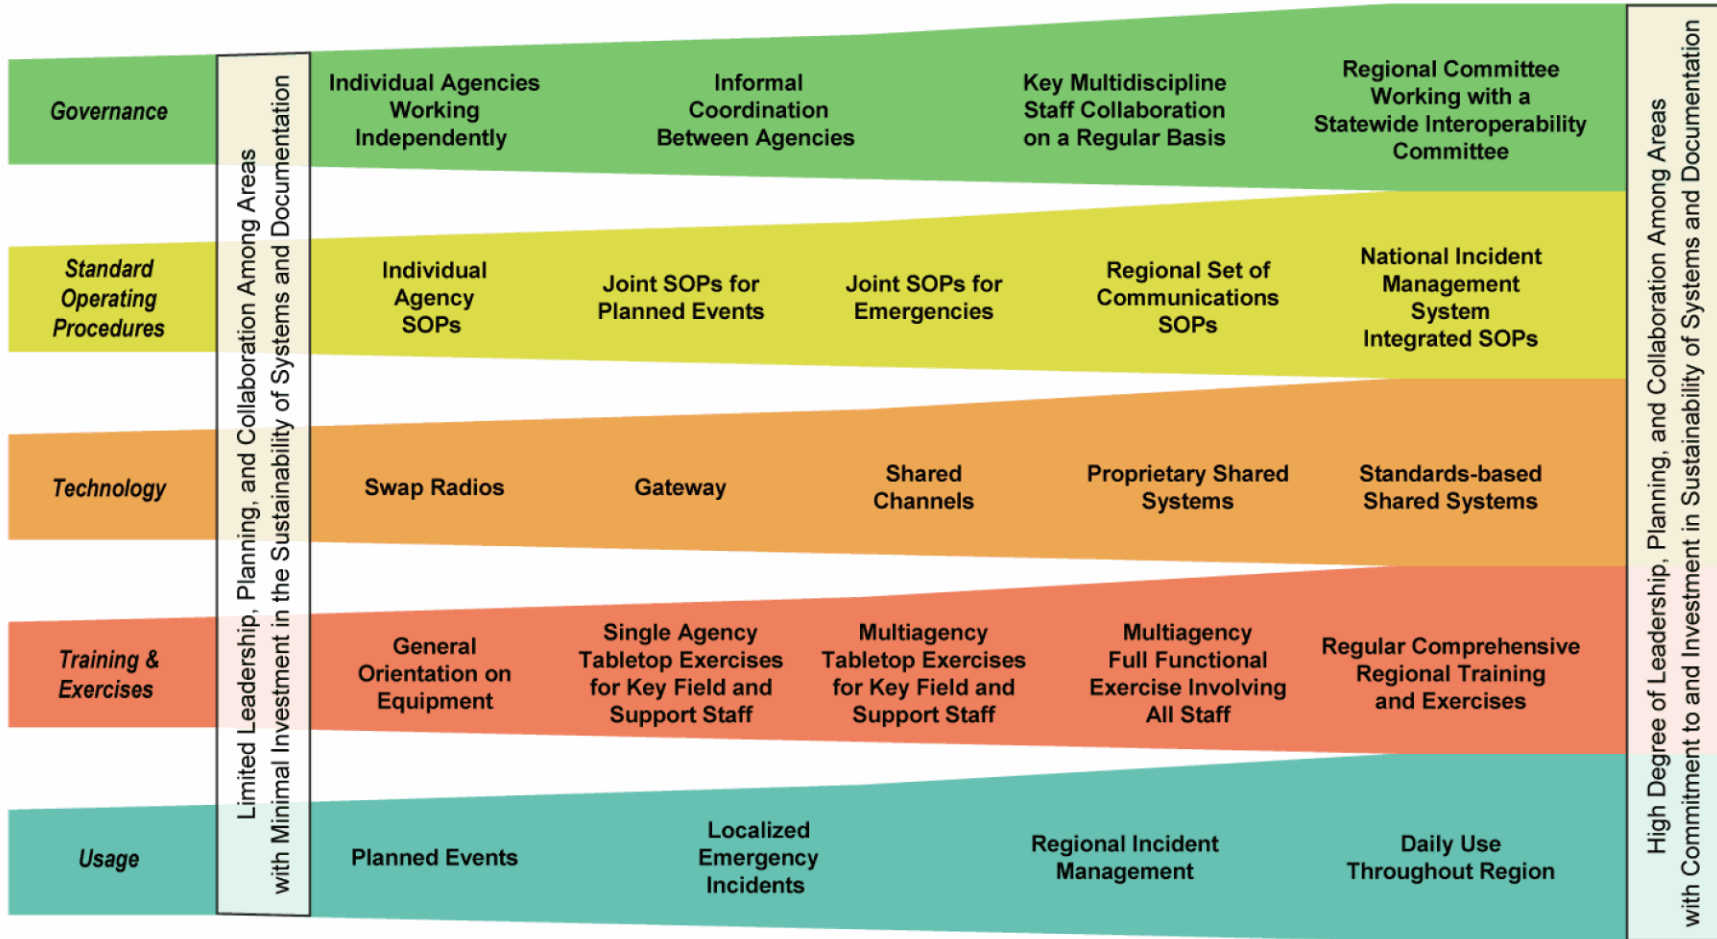 Governance
Individual Agencies
Working
Independently
Informal
Coordination
Between Agencies
Key Multidiscipline
Staff Collaboration
on a Regular Basis
Regional Committee
Working with a
Statewide Interoperability
Committee
Standard
Operating
Procedures
Individual
Agency
SOPs
Joint SOPs for
Planned Events
Joint SOPs for
Emergencies
Regional Set of
Communications
SOPs
National Incident
Management
System
Integrated SOPs
Technology
Swap Radios
Gateway
Shared
Channels
Proprietary Shared
Systems
Standards-based
Shared Systems
Training &
Exercises
General
Orientation on
Equipment
Single Agency
Tabletop Exercises
for Key Field and
Support Staff
Multiagency
Tabletop Exercises
for Key Field and
Support Staff
Multiagency
Full Functional
Exercise Involving
All Staff
Regular Comprehensive
Regional Training
and Exercises
Usage
Planned Events
Localized
Emergency
Incidents
Regional Incident
Management
Daily Use
Throughout Region
Limited Leadership, Planning, and Collaboration Among Areas
with Minimal Investment in the Sustainability of Systems and Documentation
High Degree of Leadership, Planning, and Collaboration Among Areas
with Commitment to and Investment in Sustainability of Systems and Documentation